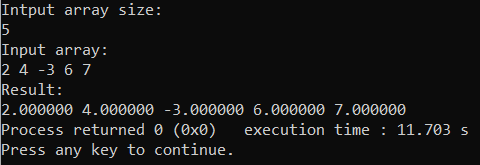 Intput array size:
5
Input array:
2 4 -3 6 7
Result:
2.000000 4.000000 -3.000000 6.000000 7.000000
Process returned 0 (0x0)   execution time : 11.703 s
Press any key to continue.